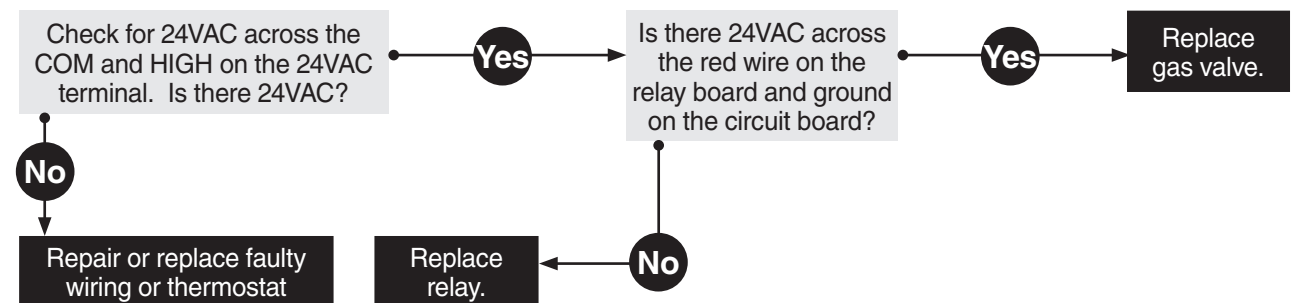 Check for 24VAC across the
COM and HIGH on the 24VAC
terminal.  Is there 24VAC?
Yes
Is there 24VAC across
the red wire on the
relay board and ground
on the circuit board?
Yes
Replace
gas valve.
No
Repair or replace faulty
wiring or thermostat
No
Replace
relay.